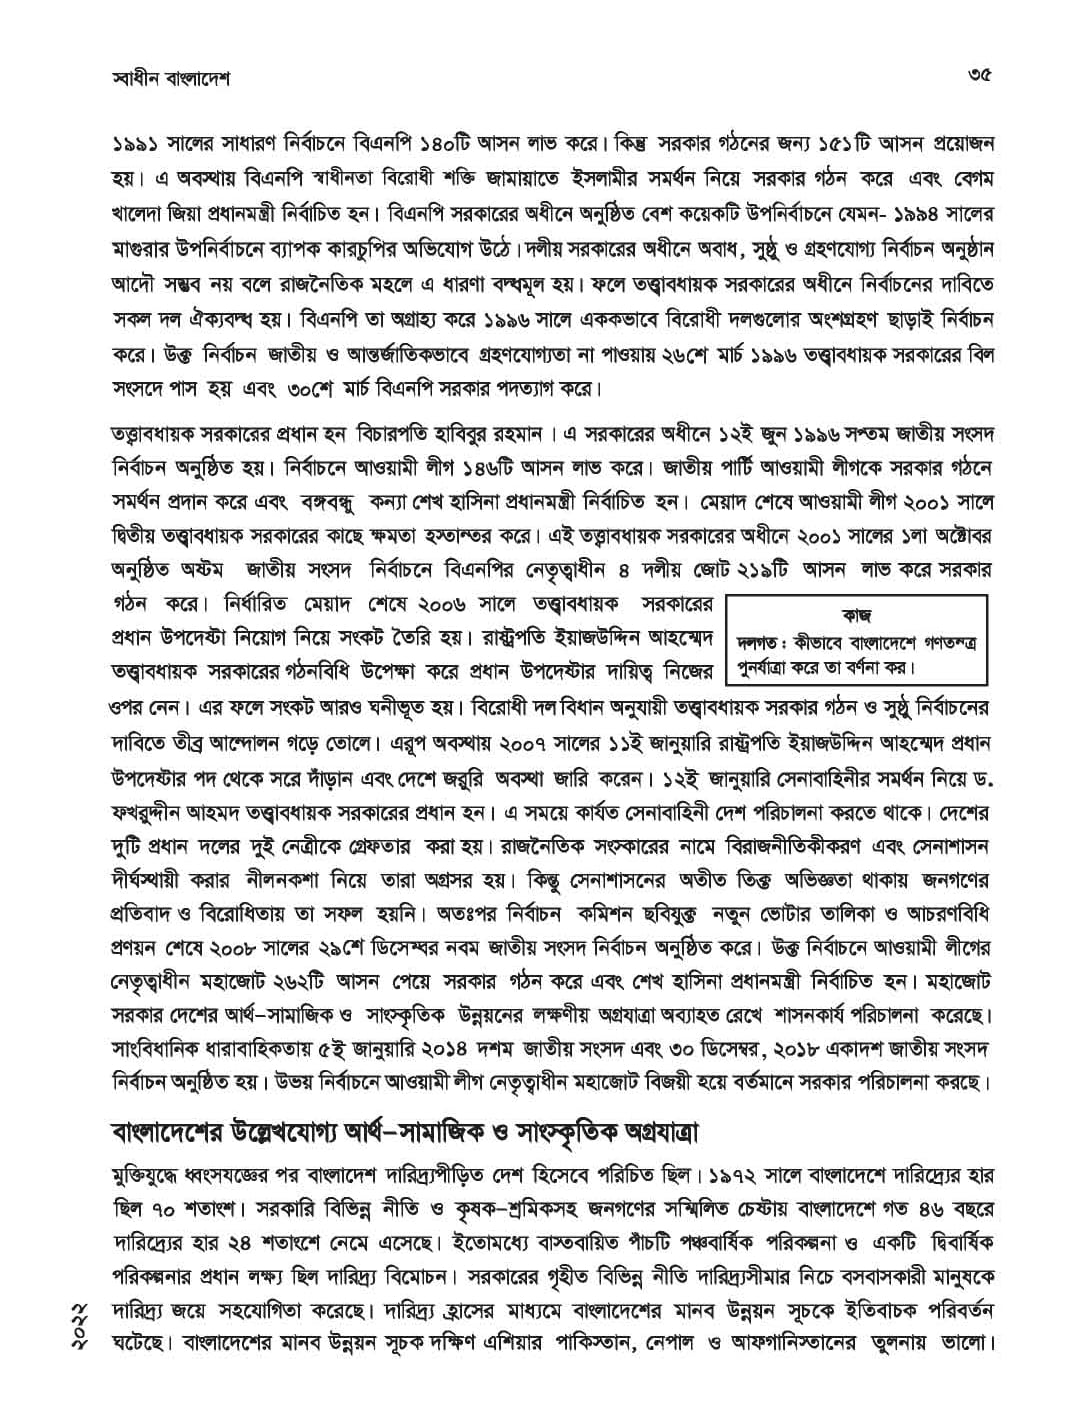 স্বাধীন বাংলাদেশ
৩৫
১৯৯১ সালের সাধারণ নির্বাচনে বিএনপি ১৪০টি আসন লাভ করে। কিন্তু সরকার গঠনের জন্য ১৫১টি আসন প্রয়োজন
হয়। এ অবস্থায় বিএনপি স্বাধীনতা বিরোধী শক্তি জামায়াতে ইসলামীর সমর্থন নিয়ে সরকার গঠন করে এবং বেগম
খালেদা জিয়া প্রধানমন্ত্রী নির্বাচিত হন। বিএনপি সরকারের অধীনে অনুষ্ঠিত বেশ কয়েকটি উপনির্বাচনে যেমন- ১৯৯৪ সালের
মাগুরার উপনির্বাচনে ব্যাপক কারচুপির অভিযোগ উঠে। দলীয় সরকারের অধীনে অবাধ, সুষ্ঠু ও গ্রহণযোগ্য নির্বাচন অনুষ্ঠান
আদৌ সম্ভব নয় বলে রাজনৈতিক মহলে এ ধারণা বদ্ধমূল হয়। ফলে তত্ত্বাবধায়ক সরকারের অধীনে নির্বাচনের দাবিতে
সকল দল ঐক্যবদ্ধ হয়। বিএনপি তা অগ্রাহ্য করে ১৯৯৬ সালে এককভাবে বিরোধী দলগুলোর অংশগ্রহণ ছাড়াই নির্বাচন
করে। উক্ত নির্বাচন জাতীয় ও আন্তর্জাতিকভাবে গ্রহণযোগ্যতা না পাওয়ায় ২৬শে মার্চ ১৯৯৬ তত্ত্বাবধায়ক সরকারের বিল
সংসদে পাস হয় এবং ৩০শে মার্চ বিএনপি সরকার পদত্যাগ করে।
তত্ত্বাবধায়ক সরকারের প্রধান হন বিচারপতি হাবিবুর রহমান । এ সরকারের অধীনে ১২ই জুন ১৯৯৬ সপ্তম জাতীয় সংসদ
নির্বাচন অনুষ্ঠিত হয়। নির্বাচনে আওয়ামী লীগ ১৪৬টি আসন লাভ করে। জাতীয় পার্টি আওয়ামী লীগকে সরকার গঠনে
সমর্থন প্রদান করে এবং বঙ্গবন্ধু কন্যা শেখ হাসিনা প্রধানমন্ত্রী নির্বাচিত হন। মেয়াদ শেষে আওয়ামী লীগ ২০০১ সালে
দ্বিতীয় তত্ত্বাবধায়ক সরকারের কাছে ক্ষমতা হস্তান্তর করে। এই তত্ত্বাবধায়ক সরকারের অধীনে ২০০১ সালের ১লা অক্টোবর
অনুষ্ঠিত অষ্টম জাতীয় সংসদ নির্বাচনে বিএনপির নেতৃত্বাধীন ৪ দলীয় জোট ২১৯টি আসন লাভ করে সরকার
গঠন করে। নির্ধারিত মেয়াদ শেষে ২০০৬ সালে তত্ত্বাবধায়ক সরকারের
প্রধান উপদেষ্টা নিয়োগ নিয়ে সংকট তৈরি হয়। রাষ্ট্রপতি ইয়াজউদ্দিন আহম্মেদ
তত্ত্বাবধায়ক সরকারের গঠনবিধি উপেক্ষা করে প্রধান উপদেষ্টার দায়িত্ব নিজের
কাজ
দলগত : কীভাবে বাংলাদেশে গণতন্ত্র
পুনর্যাত্রা করে তা বর্ণনা কর।
ওপর নেন। এর ফলে সংকট আরও ঘনীভূত হয়। বিরোধী দল বিধান অনুযায়ী তত্ত্বাবধায়ক সরকার গঠন ও সুষ্ঠু নির্বাচনের
দাবিতে তীব্র আন্দোলন গড়ে তোলে। এরূপ অবস্থায় ২০০৭ সালের ১১ই জানুয়ারি রাষ্ট্রপতি ইয়াজউদ্দিন আহম্মেদ প্রধান
উপদেষ্টার পদ থেকে সরে দাঁড়ান এবং দেশে জরুরি অবস্থা জারি করেন। ১২ই জানুয়ারি সেনাবাহিনীর সমর্থন নিয়ে ড.
ফখরুদ্দীন আহমদ তত্ত্বাবধায়ক সরকারের প্রধান হন। এ সময়ে কার্যত সেনাবাহিনী দেশ পরিচালনা করতে থাকে। দেশের
দুটি প্রধান দলের দুই নেত্রীকে গ্রেফতার করা হয়। রাজনৈতিক সংস্কারের নামে বিরাজনীতিকীকরণ এবং সেনাশাসন
দীর্ঘস্থায়ী করার নীলনকশা নিয়ে তারা অগ্রসর হয়। কিন্তু সেনাশাসনের অতীত তিক্ত অভিজ্ঞতা থাকায় জনগণের
প্রতিবাদ ও বিরোধিতায় তা সফল হয়নি। অতঃপর নির্বাচন কমিশন ছবিযুক্ত নতুন ভোটার তালিকা ও আচরণবিধি
প্রণয়ন শেষে ২০০৮ সালের ২৯শে ডিসেম্বর নবম জাতীয় সংসদ নির্বাচন অনুষ্ঠিত করে। উক্ত নির্বাচনে আওয়ামী লীগের
নেতৃত্বাধীন মহাজোট ২৬২টি আসন পেয়ে সরকার গঠন করে এবং শেখ হাসিনা প্রধানমন্ত্রী নির্বাচিত হন। মহাজোট
সরকার দেশের আর্থ-সামাজিক ও সাংস্কৃতিক উন্নয়নের লক্ষণীয় অগ্রযাত্রা অব্যাহত রেখে শাসনকার্য পরিচালনা করেছে।
সাংবিধানিক ধারাবাহিকতায় ৫ই জানুয়ারি ২০১৪ দশম জাতীয় সংসদ এবং ৩০ ডিসেম্বর, ২০১৮ একাদশ জাতীয় সংসদ
নির্বাচন অনুষ্ঠিত হয়। উভয় নির্বাচনে আওয়ামী লীগ নেতৃত্বাধীন মহাজোট বিজয়ী হয়ে বর্তমানে সরকার পরিচালনা করছে।
বাংলাদেশের উল্লেখযোগ্য আর্থ-সামাজিক ও সাংস্কৃতিক অগ্রযাত্রা
মুক্তিযুদ্ধে ধ্বংসযজ্ঞের পর বাংলাদেশ দারিদ্র্যপীড়িত দেশ হিসেবে পরিচিত ছিল। ১৯৭২ সালে বাংলাদেশে দারিদ্র্যের হার
ছিল ৭০ শতাংশ। সরকারি বিভিন্ন নীতি ও কৃষক-শ্রমিকসহ জনগণের সম্মিলিত চেষ্টায় বাংলাদেশে গত ৪৬ বছরে
দারিদ্র্যের হার ২৪ শতাংশে নেমে এসেছে। ইতোমধ্যে বাস্তবায়িত পাঁচটি পঞ্চবার্ষিক পরিকল্পনা ও একটি দ্বিবার্ষিক
পরিকল্পনার প্রধান লক্ষ্য ছিল দারিদ্র্য বিমোচন। সরকারের গৃহীত বিভিন্ন নীতি দারিদ্র্যসীমার নিচে বসবাসকারী মানুষকে
দারিদ্র্য জয়ে সহযোগিতা করেছে। দারিদ্র্য হ্রাসের মাধ্যমে বাংলাদেশের মানব উন্নয়ন সূচকে ইতিবাচক পরিবর্তন
ঘটেছে। বাংলাদেশের মানব উন্নয়ন সূচক দক্ষিণ এশিয়ার পাকিস্তান, নেপাল ও আফগানিস্তানের তুলনায় ভালো।
২০২২